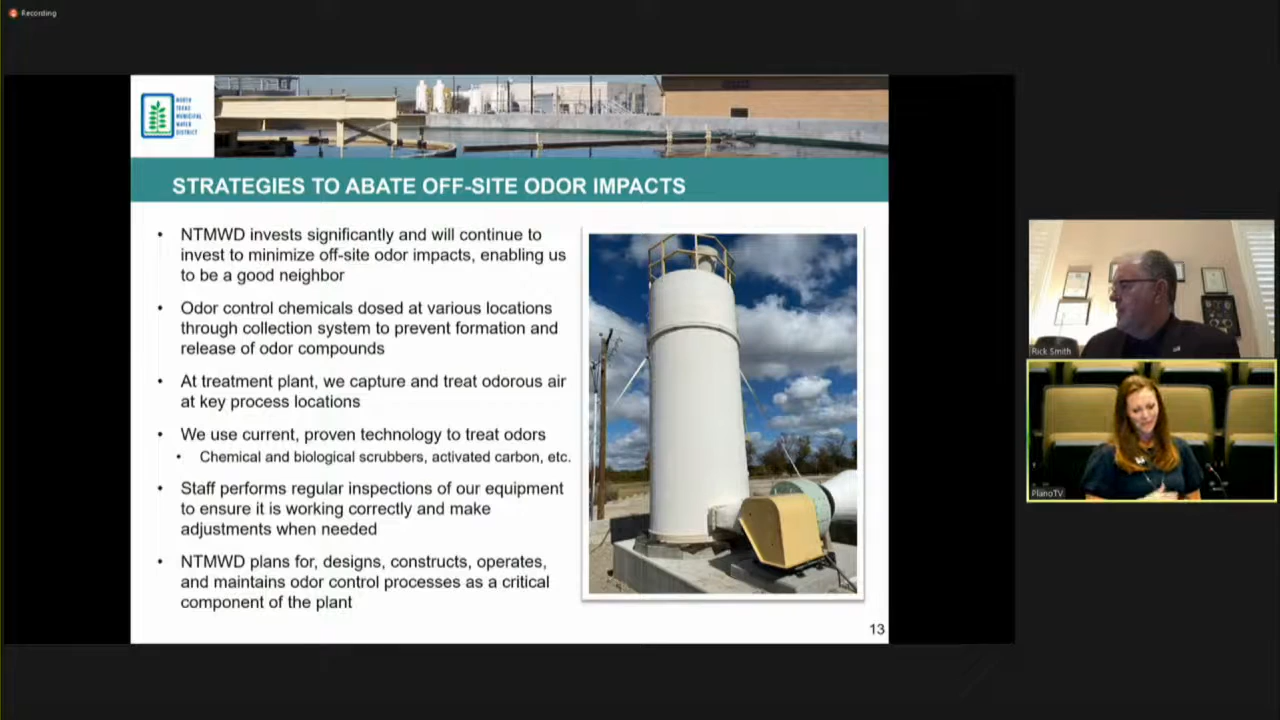 Recording
NORTH
TEXAS
MUNICIPAL
WATER
DISTRICT
STRATEGIES TO ABATE OFF-SITE ODOR IMPACTS
• NTMWD invests significantly and will continue to
invest to minimize off-site odor impacts, enabling us
to be a good neighbor
• Odor control chemicals dosed at various locations
through collection system to prevent formation and
release of odor compounds
• At treatment plant, we capture and treat odorous air
at key process locations
• We use current, proven technology to treat odors
• Chemical and biological scrubbers, activated carbon, etc.
• Staff performs regular inspections of our equipment
to ensure it is working correctly and make
adjustments when needed
• NTMWD plans for, designs, constructs, operates,
and maintains odor control processes as a critical
component of the plant
13
Rick Smith
PlanoTV